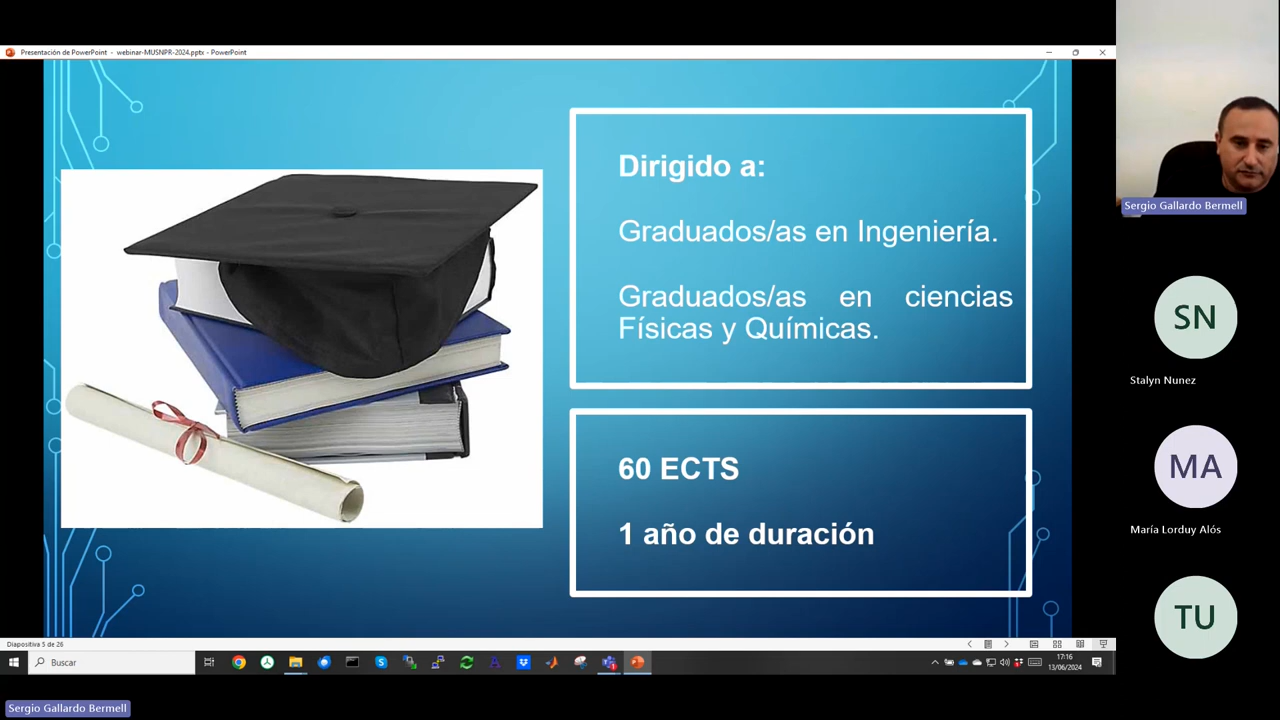 Presentación de PowerPoint - webinar-MUSNPR-2024.pptx - PowerPoint
Dirigido a:
Graduados/as en Ingeniería.
Graduados/as en ciencias
Físicas y Químicas.
60 ECTS
1 año de duración
Sergio Gallardo Bermell
SN
Stalyn Nunez
MA
María Lorduy Alós
TU
Diapositiva 5 de 26
Buscar
17:16
13/06/2024
Sergio Gallardo Bermell